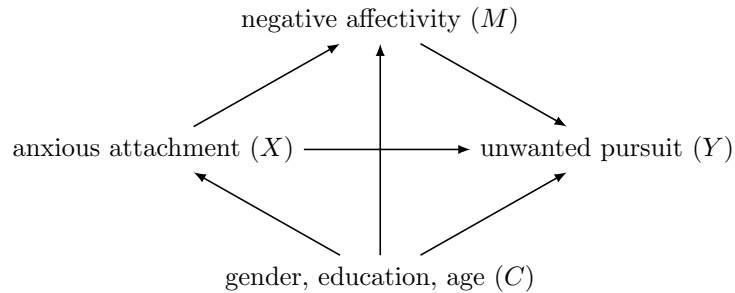 negative affectivity (M)
anxious attachment (X)
unwanted pursuit (Y)
gender, education, age (C)